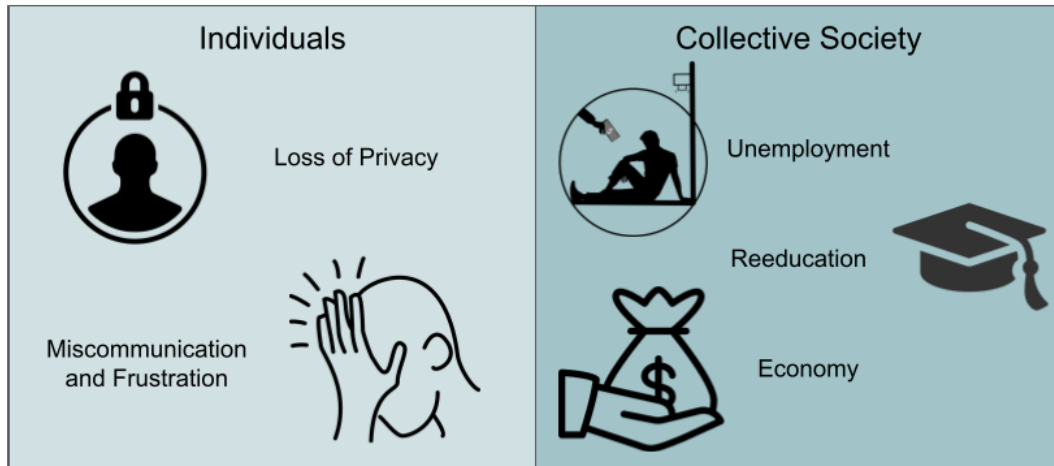 Individuals
Loss of Privacy
Miscommunication
and Frustration
Collective Society
Unemployment
Reeducation
Economy
$